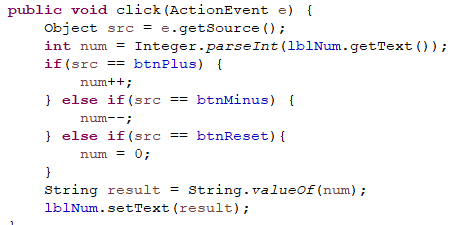 public void click(ActionEvent e) {
    Object src = e.getSource();
    int num = Integer.parseInt(lblNum.getText());
    if(src == btnPlus) {
        num++;
    } else if(src == btnMinus) {
        num--;
    } else if(src == btnReset){
        num = 0;
    }
    String result = String.valueOf(num);
    lblNum.setText(result);
}